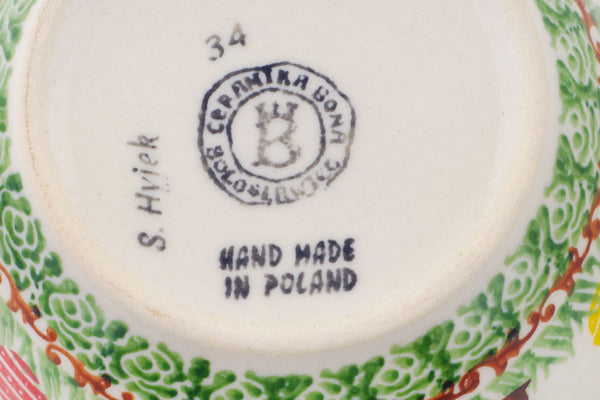 34
CERAMIKA BONA
BOLESŁAWIEC
B
S. Hyjek
HAND MADE
IN POLAND